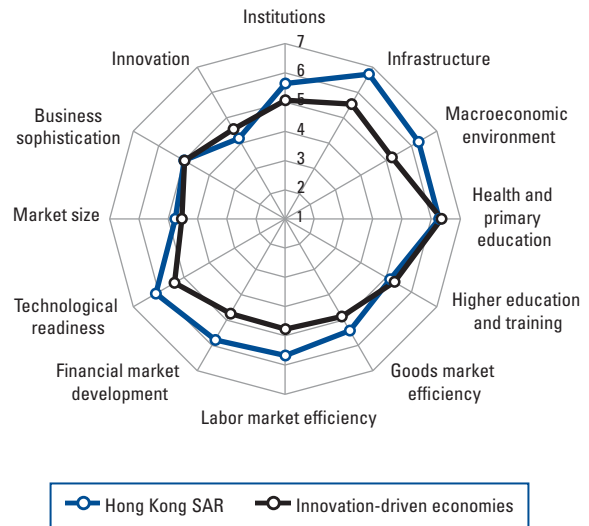 Institutions
7
Innovation
Infrastructure
6
5
Business
sophistication
Macroeconomic
environment
4
3
2
Market size
1
Health and
primary
education
Technological
readiness
Higher education
and training
Financial market
development
Goods market
efficiency
Labor market efficiency
Hong Kong SAR
Innovation-driven economies